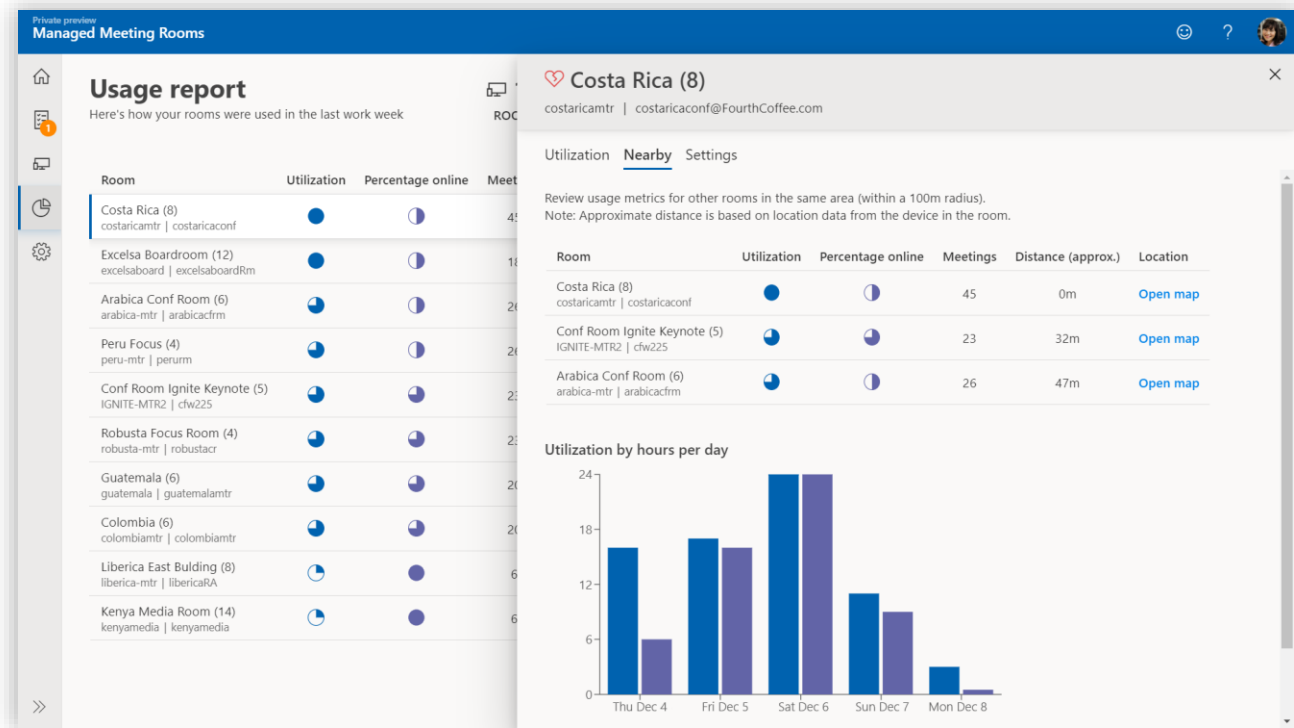 Private preview
Managed Meeting Rooms
?
1
Usage report
Here's how your rooms were used in the last work week
Room Utilization Percentage online
Costa Rica (8)
costaricamtr | costaricaconf
Excelsa Boardroom (12)
excelsaboard | excelsaboardRm
Arabica Conf Room (6)
arabica-mtr | arabicacfrm
Peru Focus (4)
peru-mtr | perurm
Conf Room Ignite Keynote (5)
IGNITE-MTR2 | cfw225
Robusta Focus Room (4)
robusta-mtr | robustacr
Guatemala (6)
guatemala | guatemalamtr
Colombia (6)
colombiamtr | colombiamtr
Liberica East Bulding (8)
liberica-mtr | libericaRA
6
Kenya Media Room (14)
kenyamedia | kenyamedia
6
Costa Rica (8)
costaricamtr | costaricaconf@FourthCoffee.com
Utilization Nearby Settings
Review usage metrics for other rooms in the same area (within a 100m radius).
Note: Approximate distance is based on location data from the device in the room.
Room Utilization Percentage online Meetings Distance (approx.) Location
Costa Rica (8)
costaricamtr | costaricaconf
45 0m Open map
Conf Room Ignite Keynote (5)
IGNITE-MTR2 | cfw225
23 32m Open map
Arabica Conf Room (6)
arabica-mtr | arabicacfrm
26 47m Open map
Utilization by hours per day
24
18
12
6
0
Thu Dec 4 Fri Dec 5 Sat Dec 6 Sun Dec 7 Mon Dec 8